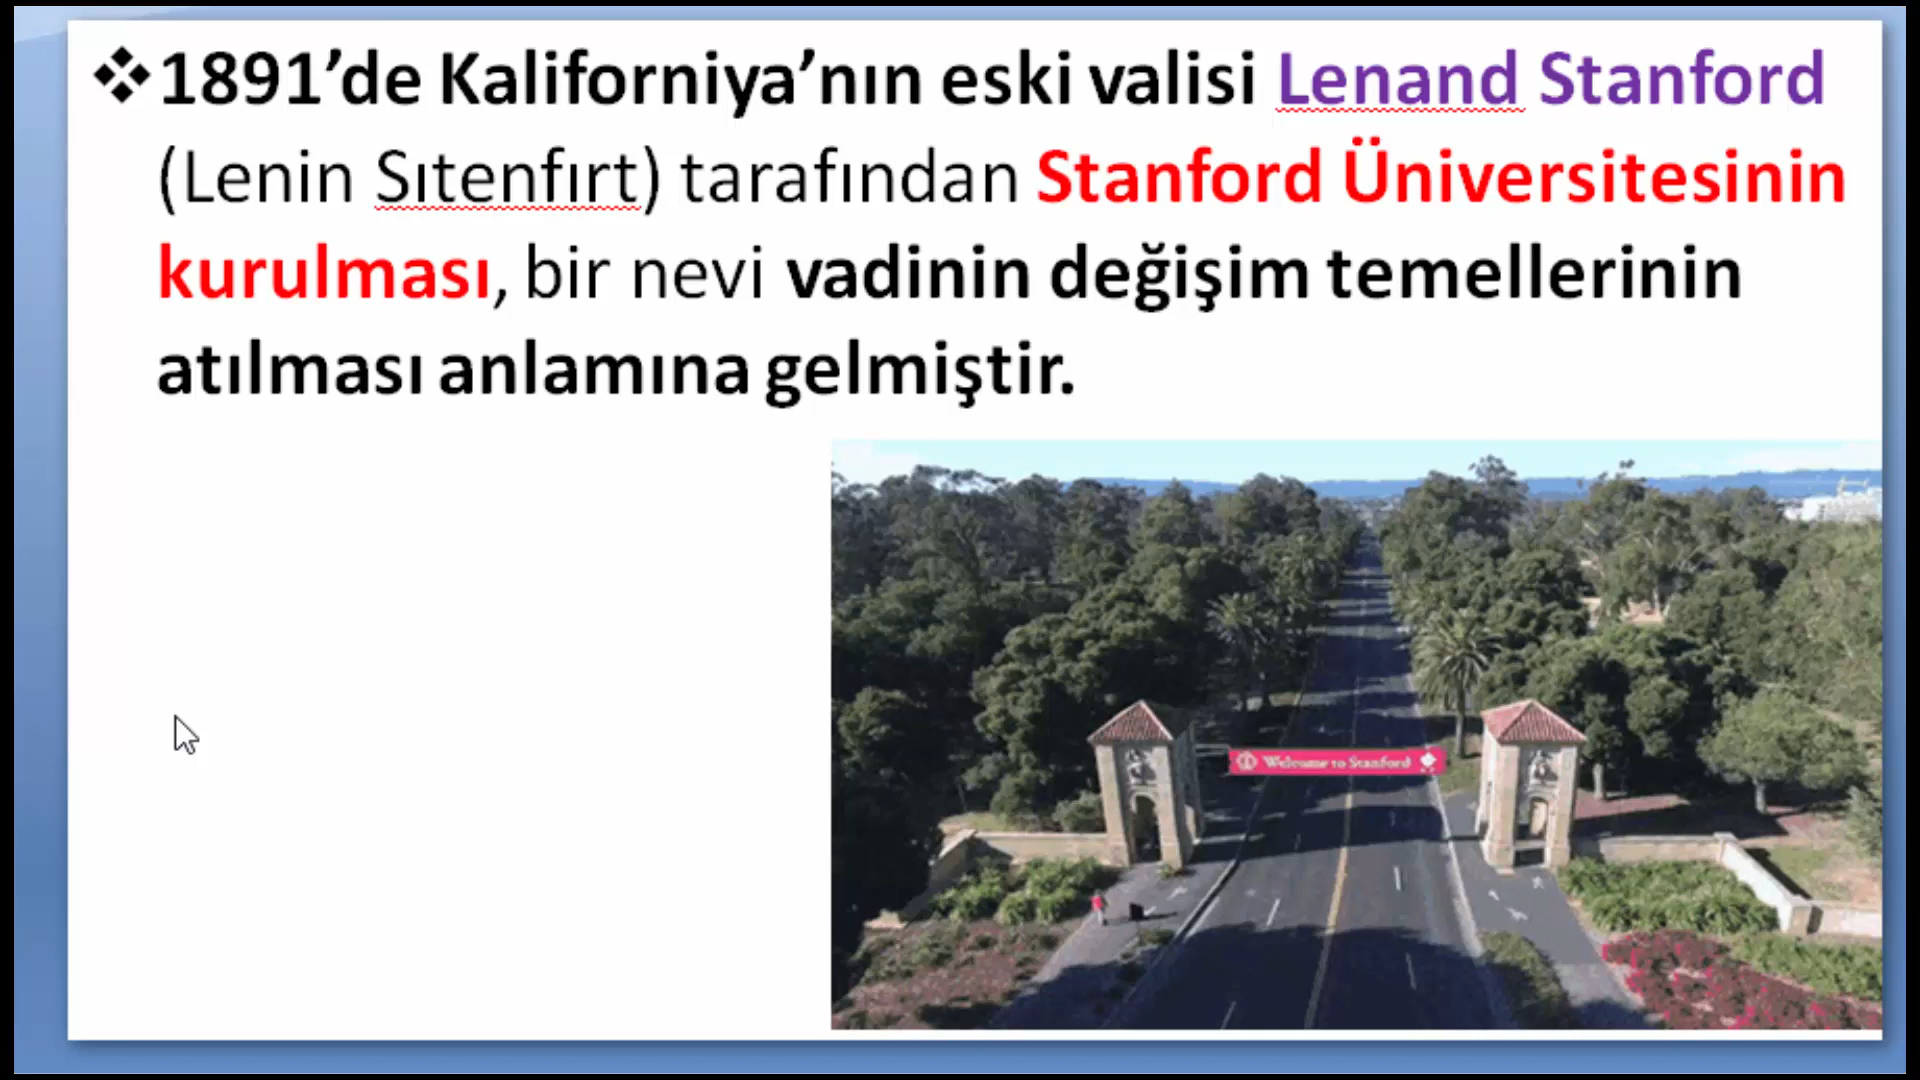 ❖1891’de Kaliforniya’nın eski valisi Lenand Stanford
(Lenin Sıtenfırt) tarafından Stanford Üniversitesinin
kurulması, bir nevi vadinin değişim temellerinin
atılması anlamına gelmiştir.
Welcome to Stanford